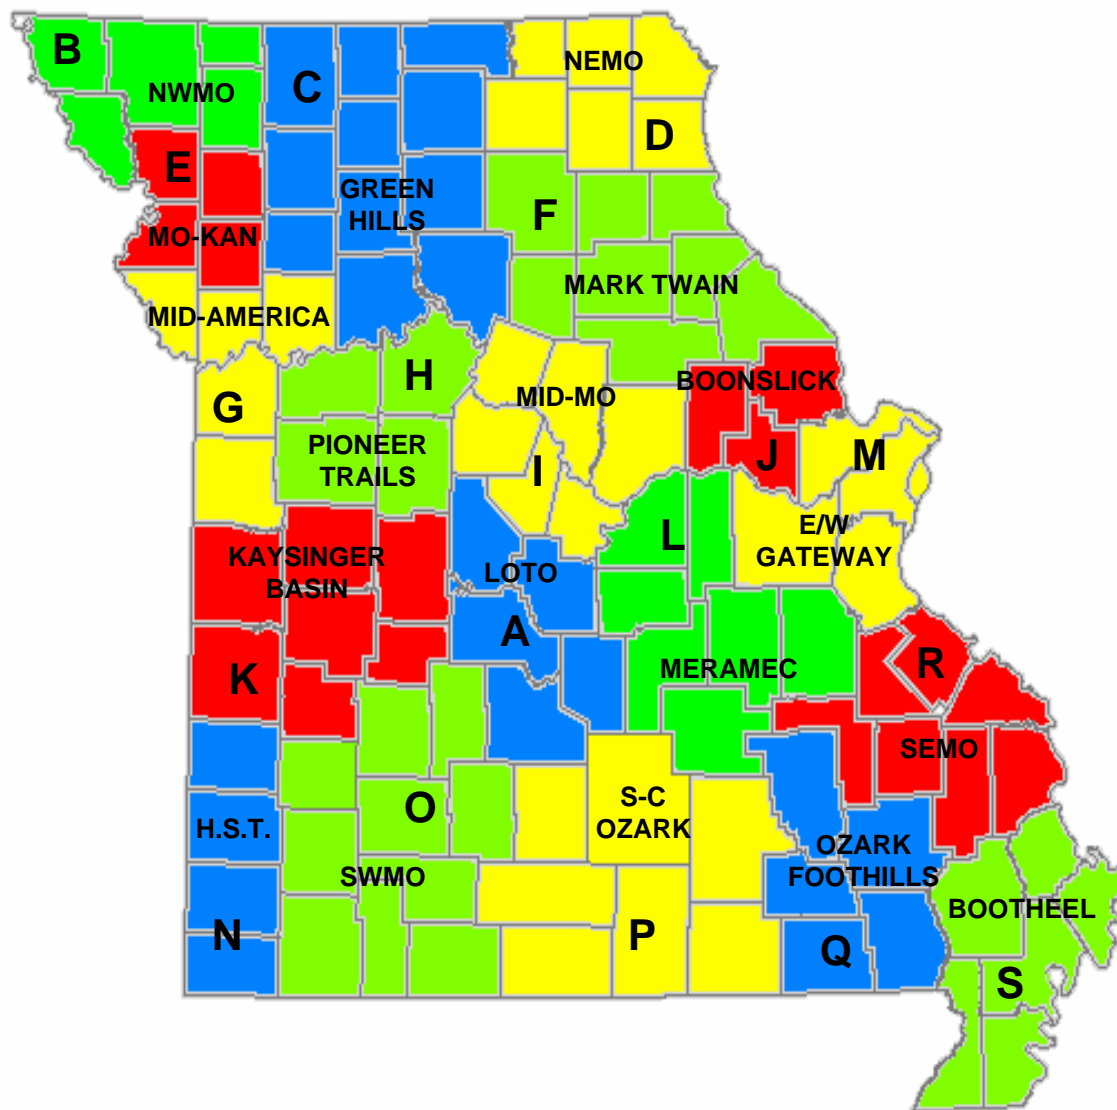 B
NWMO
C
NEMO
D
E
GREEN
HILLS
F
MO-KAN
MARK TWAIN
MID-AMERICA
H
G
MID-MO
BOONSLICK
PIONEER
TRAILS
I
J
M
L
E/W
GATEWAY
KAYSINGER
BASIN
LOTO
A
K
MERAMEC
R
SEMO
H.S.T.
O
S-C
OZARK
OZARK
FOOTHILLS
SWMO
BOOTHEEL
N
P
Q
S